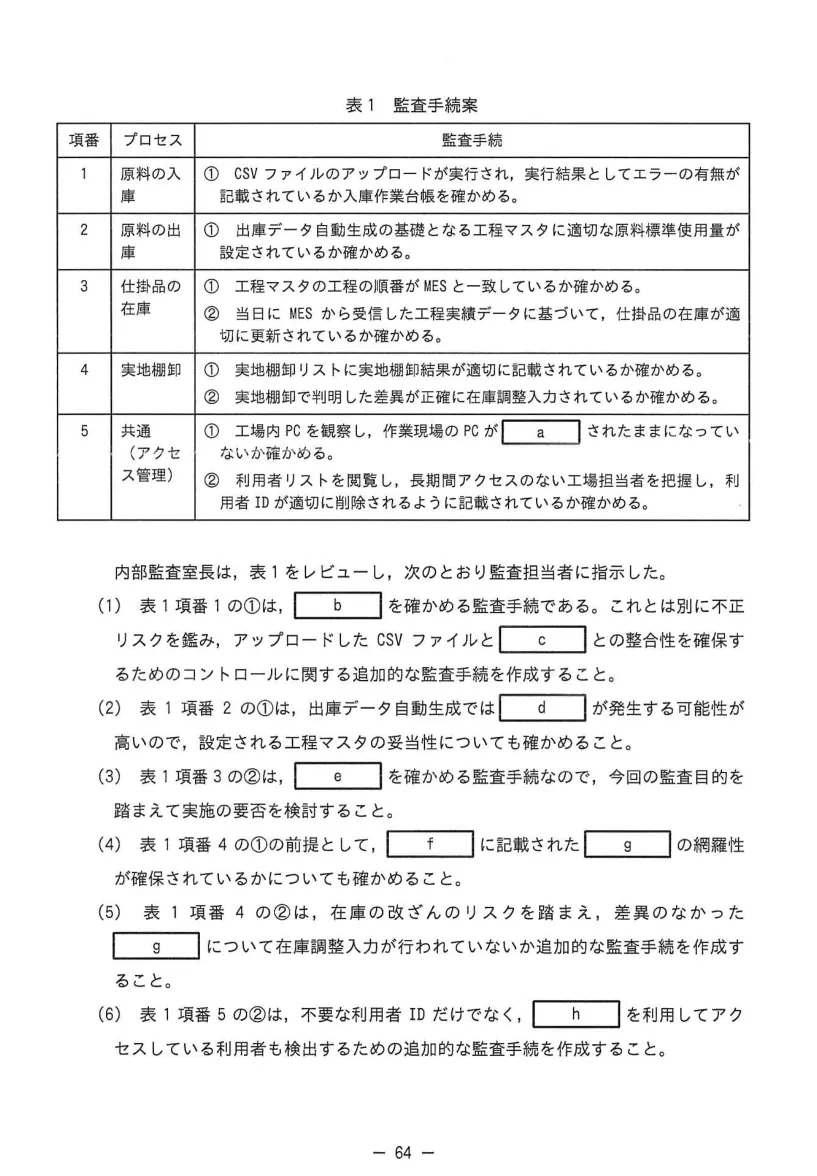 表1 監査手続案
項番 プロセス 監査手続
1 原料の入庫 ① CSV ファイルのアップロードが実行され，実行結果としてエラーの有無が
記載されているか入庫作業台帳を確かめる。
2 原料の出庫 ① 出庫データ自動生成の基礎となる工程マスタに適切な原料標準使用量が
設定されているか確かめる。
3 仕掛品の在庫 ① 工程マスタの工程の順番が MES と一致しているか確かめる。
② 当日に MES から受信した工程実績データに基づいて，仕掛品の在庫が適
切に更新されているか確かめる。
4 実地棚卸 ① 実地棚卸リストに実地棚卸結果が適切に記載されているか確かめる。
② 実地棚卸で判明した差異が正確に在庫調整入力されているか確かめる。
5 共通（アクセス管理） ① 工場内 PC を観察し，作業現場の PC が a されたままになってい
ないか確かめる。
② 利用者リストを閲覧し，長期間アクセスのない工場担当者を把握し，利
用者 ID が適切に削除されるように記載されているか確かめる。
内部監査室長は，表1をレビューし，次のとおり監査担当者に指示した。
(1) 表1項番1の①は， b を確かめる監査手続である。これとは別に不正
リスクを鑑み，アップロードした CSV ファイルと c との整合性を確保す
るためのコントロールに関する追加的な監査手続を作成すること。
(2) 表1項番2の①は，出庫データ自動生成では d が発生する可能性が
高いので，設定される工程マスタの妥当性についても確かめること。
(3) 表1項番3の②は， e を確かめる監査手続なので，今回の監査目的を
踏まえて実施の要否を検討すること。
(4) 表1項番4の①の前提として， f に記載された g の網羅性
が確保されているかについても確かめること。
(5) 表1項番4の②は，在庫の改ざんのリスクを踏まえ，差異のなかった
g について在庫調整入力が行われていないか追加的な監査手続を作成す
ること。
(6) 表1項番5の②は，不要な利用者 ID だけでなく， h を利用してアク
セスしている利用者も検出するための追加的な監査手続を作成すること。
－ 64 －